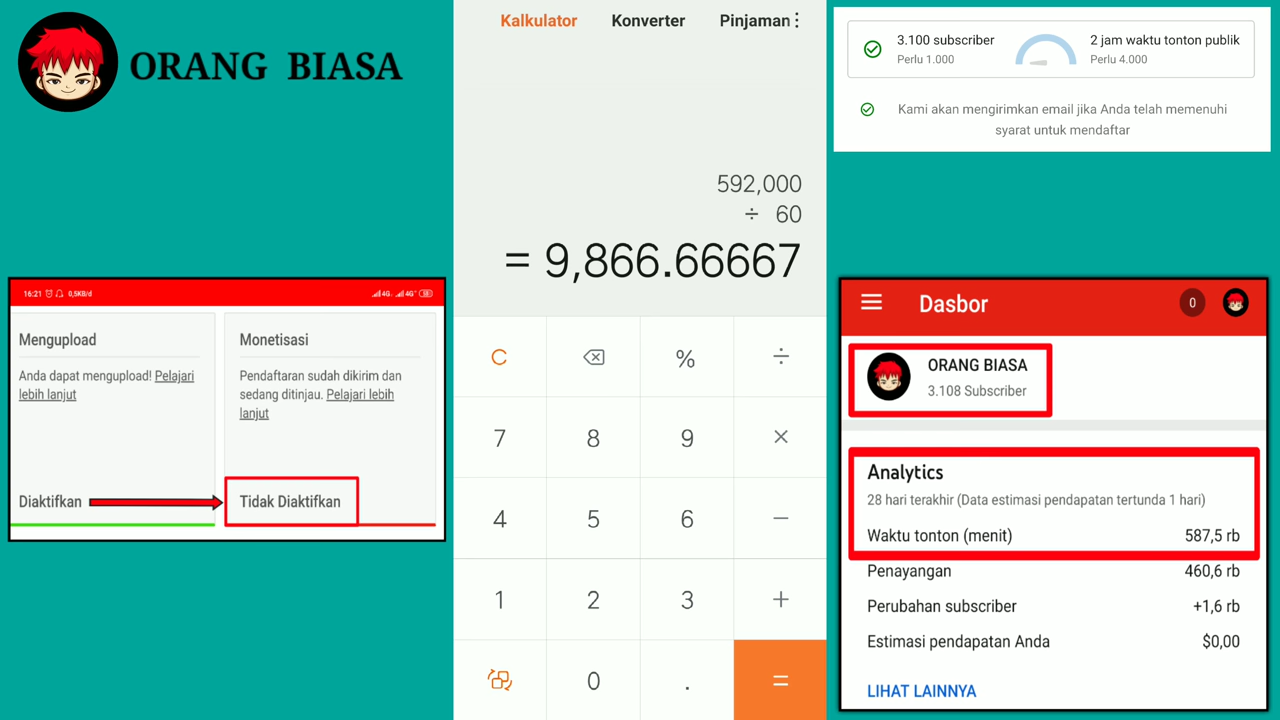 ORANG BIASA
16:21 0,5KB/d 4G 4G+ 18
Mengupload
Anda dapat mengupload! Pelajari
lebih lanjut
Diaktifkan
Monetisasi
Pendaftaran sudah dikirim dan
sedang ditinjau. Pelajari lebih
lanjut
Tidak Diaktifkan
Kalkulator Konverter Pinjaman
592,000
÷ 60
= 9,866.66667
C % ÷
7 8 9 ×
4 5 6 −
1 2 3 +
0 . =
3.100 subscriber
Perlu 1.000
2 jam waktu tonton publik
Perlu 4.000
Kami akan mengirimkan email jika Anda telah memenuhi
syarat untuk mendaftar
Dasbor 0
ORANG BIASA
3.108 Subscriber
Analytics
28 hari terakhir (Data estimasi pendapatan tertunda 1 hari)
Waktu tonton (menit) 587,5 rb
Penayangan 460,6 rb
Perubahan subscriber +1,6 rb
Estimasi pendapatan Anda $0,00
LIHAT LAINNYA